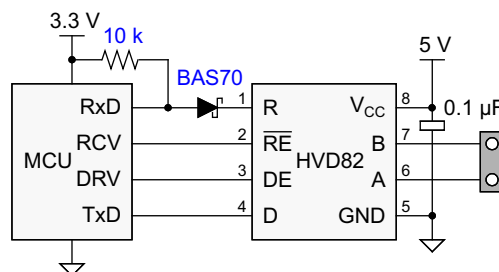 3.3 V
10 k
BAS70
5 V
RxD
1
R
VCC
8
0.1 µF
MCU
RCV
2
RE
HVD82
B
7
DRV
3
DE
A
6
TxD
4
D
GND
5